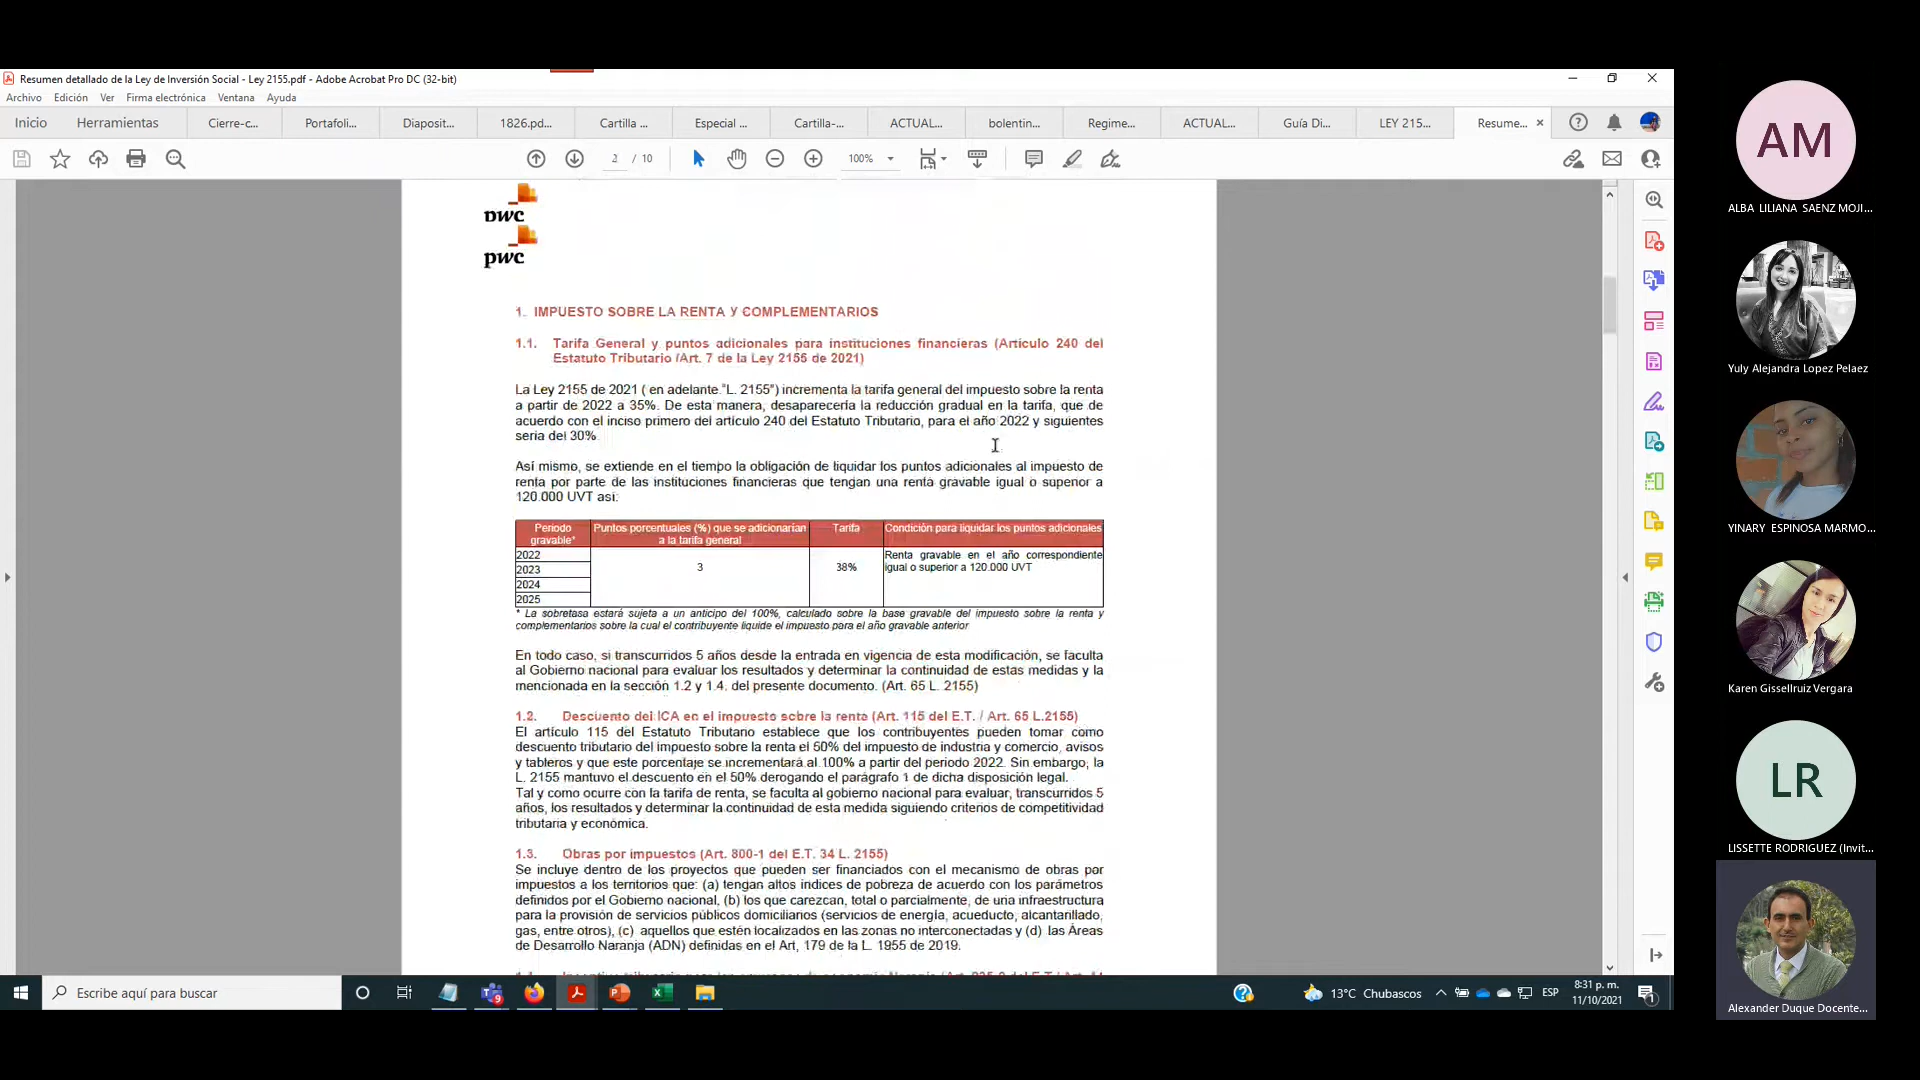 Resumen detallado de la Ley de Inversión Social - Ley 2155.pdf - Adobe Acrobat Pro DC (32-bit)
Archivo Edición Ver Firma electrónica Ventana Ayuda
Inicio Herramientas Cierre-c... Portafoli... Diaposit... 1826.pd... Cartilla ... Especial ... Cartilla-... ACTUAL... boletin... Regime... ACTUAL... Guía Di... LEY 215... Resume...
2 / 10 100%
pwc
pwc
1. IMPUESTO SOBRE LA RENTA Y COMPLEMENTARIOS
1.1. Tarifa General y puntos adicionales para instituciones financieras (Artículo 240 del
Estatuto Tributario /Art. 7 de la Ley 2155 de 2021)
La Ley 2155 de 2021 ( en adelante "L. 2155") incrementa la tarifa general del impuesto sobre la renta
a partir de 2022 a 35%. De esta manera, desaparecería la reducción gradual en la tarifa, que de
acuerdo con el inciso primero del artículo 240 del Estatuto Tributario, para el año 2022 y siguientes
sería del 30%.
Así mismo, se extiende en el tiempo la obligación de liquidar los puntos adicionales al impuesto de
renta por parte de las instituciones financieras que tengan una renta gravable igual o superior a
120.000 UVT así:
Periodo gravable* Puntos porcentuales (%) que se adicionarían a la tarifa general Tarifa Condición para liquidar los puntos adicionales
2022 3 38% Renta gravable en el año correspondiente igual o superior a 120.000 UVT
2023
2024
2025
* La sobretasa estará sujeta a un anticipo del 100%, calculado sobre la base gravable del impuesto sobre la renta y
complementarios sobre la cual el contribuyente liquide el impuesto para el año gravable anterior
En todo caso, si transcurridos 5 años desde la entrada en vigencia de esta modificación, se faculta
al Gobierno nacional para evaluar los resultados y determinar la continuidad de estas medidas y la
mencionada en la sección 1.2 y 1.4. del presente documento. (Art. 65 L. 2155)
1.2. Descuento del ICA en el impuesto sobre la renta (Art. 115 del E.T. / Art. 65 L.2155)
El artículo 115 del Estatuto Tributario establece que los contribuyentes pueden tomar como
descuento tributario del impuesto sobre la renta el 50% del impuesto de industria y comercio, avisos
y tableros y que este porcentaje se incrementará al 100% a partir del periodo 2022. Sin embargo, la
L. 2155 mantuvo el descuento en el 50% derogando el parágrafo 1 de dicha disposición legal.
Tal y como ocurre con la tarifa de renta, se faculta al gobierno nacional para evaluar, transcurridos 5
años, los resultados y determinar la continuidad de esta medida siguiendo criterios de competitividad
tributaria y económica.
1.3. Obras por impuestos (Art. 800-1 del E.T. 34 L. 2155)
Se incluye dentro de los proyectos que pueden ser financiados con el mecanismo de obras por
impuestos a los territorios que: (a) tengan altos índices de pobreza de acuerdo con los parámetros
definidos por el Gobierno nacional, (b) los que carezcan, total o parcialmente, de una infraestructura
para la provisión de servicios públicos domiciliarios (servicios de energía, acueducto, alcantarillado,
gas, entre otros), (c) aquellos que estén localizados en las zonas no interconectadas y (d) las Áreas
de Desarrollo Naranja (ADN) definidas en el Art, 179 de la L. 1955 de 2019.
Escribe aquí para buscar
13°C Chubascos
ESP
8:31 p. m.
11/10/2021
AM
ALBA LILIANA SAENZ MOJI...
Yuly Alejandra Lopez Pelaez
YINARY ESPINOSA MARMO...
Karen Gissellruiz Vergara
LR
LISSETTE RODRIGUEZ (Invit...
Alexander Duque Docente...